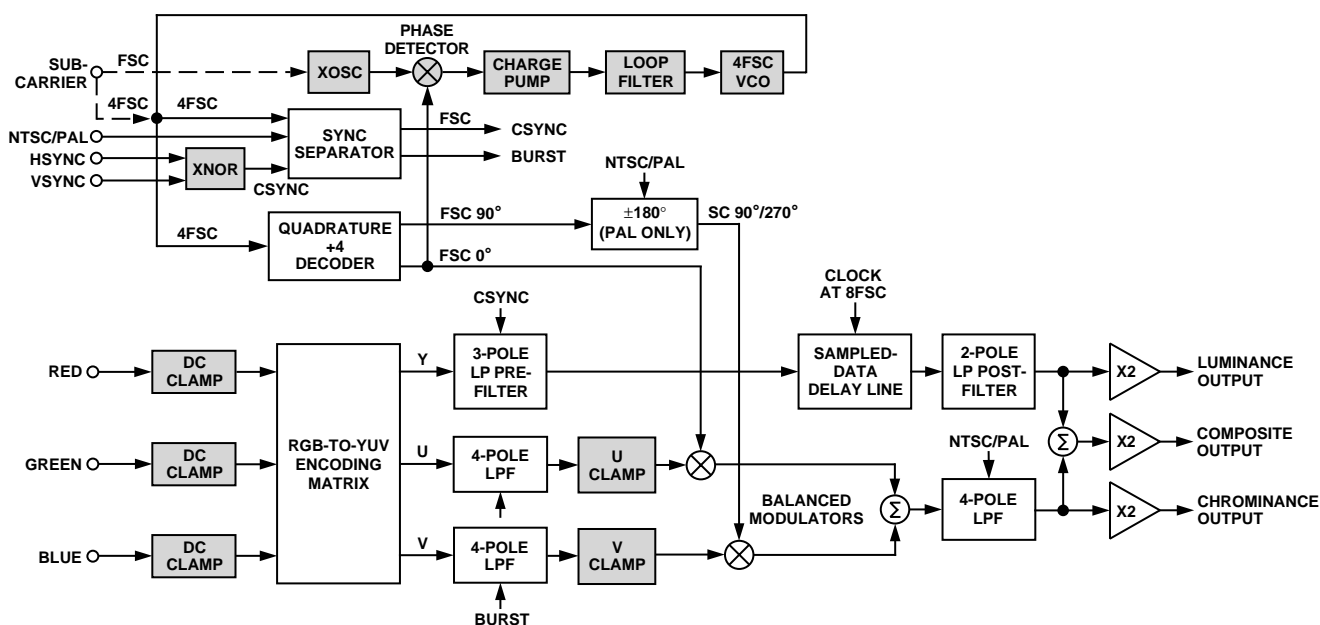 PHASE
DETECTOR
SUB-
CARRIER
FSC
XOSC
CHARGE
PUMP
LOOP
FILTER
4FSC
VCO
4FSC
4FSC
NTSC/PAL
HSYNC
VSYNC
XNOR
CSYNC
SYNC
SEPARATOR
FSC
CSYNC
BURST
NTSC/PAL
4FSC
QUADRATURE
+4
DECODER
FSC 90°
FSC 0°
±180°
(PAL ONLY)
SC 90°/270°
CLOCK
AT 8FSC
CSYNC
RED
DC
CLAMP
RGB-TO-YUV
ENCODING
MATRIX
Y
3-POLE
LP PRE-
FILTER
SAMPLED-
DATA
DELAY LINE
2-POLE
LP POST-
FILTER
X2
LUMINANCE
OUTPUT
GREEN
DC
CLAMP
U
4-POLE
LPF
U
CLAMP
NTSC/PAL
Σ
X2
COMPOSITE
OUTPUT
BALANCED
MODULATORS
Σ
4-POLE
LPF
X2
CHROMINANCE
OUTPUT
BLUE
DC
CLAMP
V
4-POLE
LPF
V
CLAMP
BURST